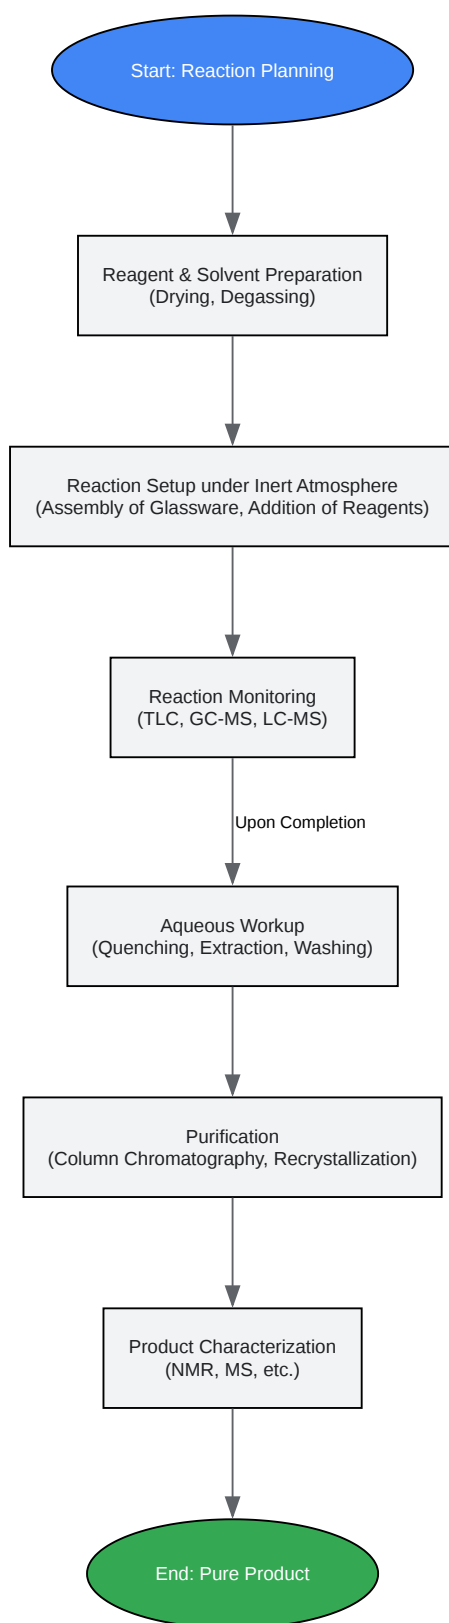 Start: Reaction Planning
Reagent & Solvent Preparation
(Drying, Degassing)
Reaction Setup under Inert Atmosphere
(Assembly of Glassware, Addition of Reagents)
Reaction Monitoring
(TLC, GC-MS, LC-MS)
Upon Completion
Aqueous Workup
(Quenching, Extraction, Washing)
Purification
(Column Chromatography, Recrystallization)
Product Characterization
(NMR, MS, etc.)
End: Pure Product